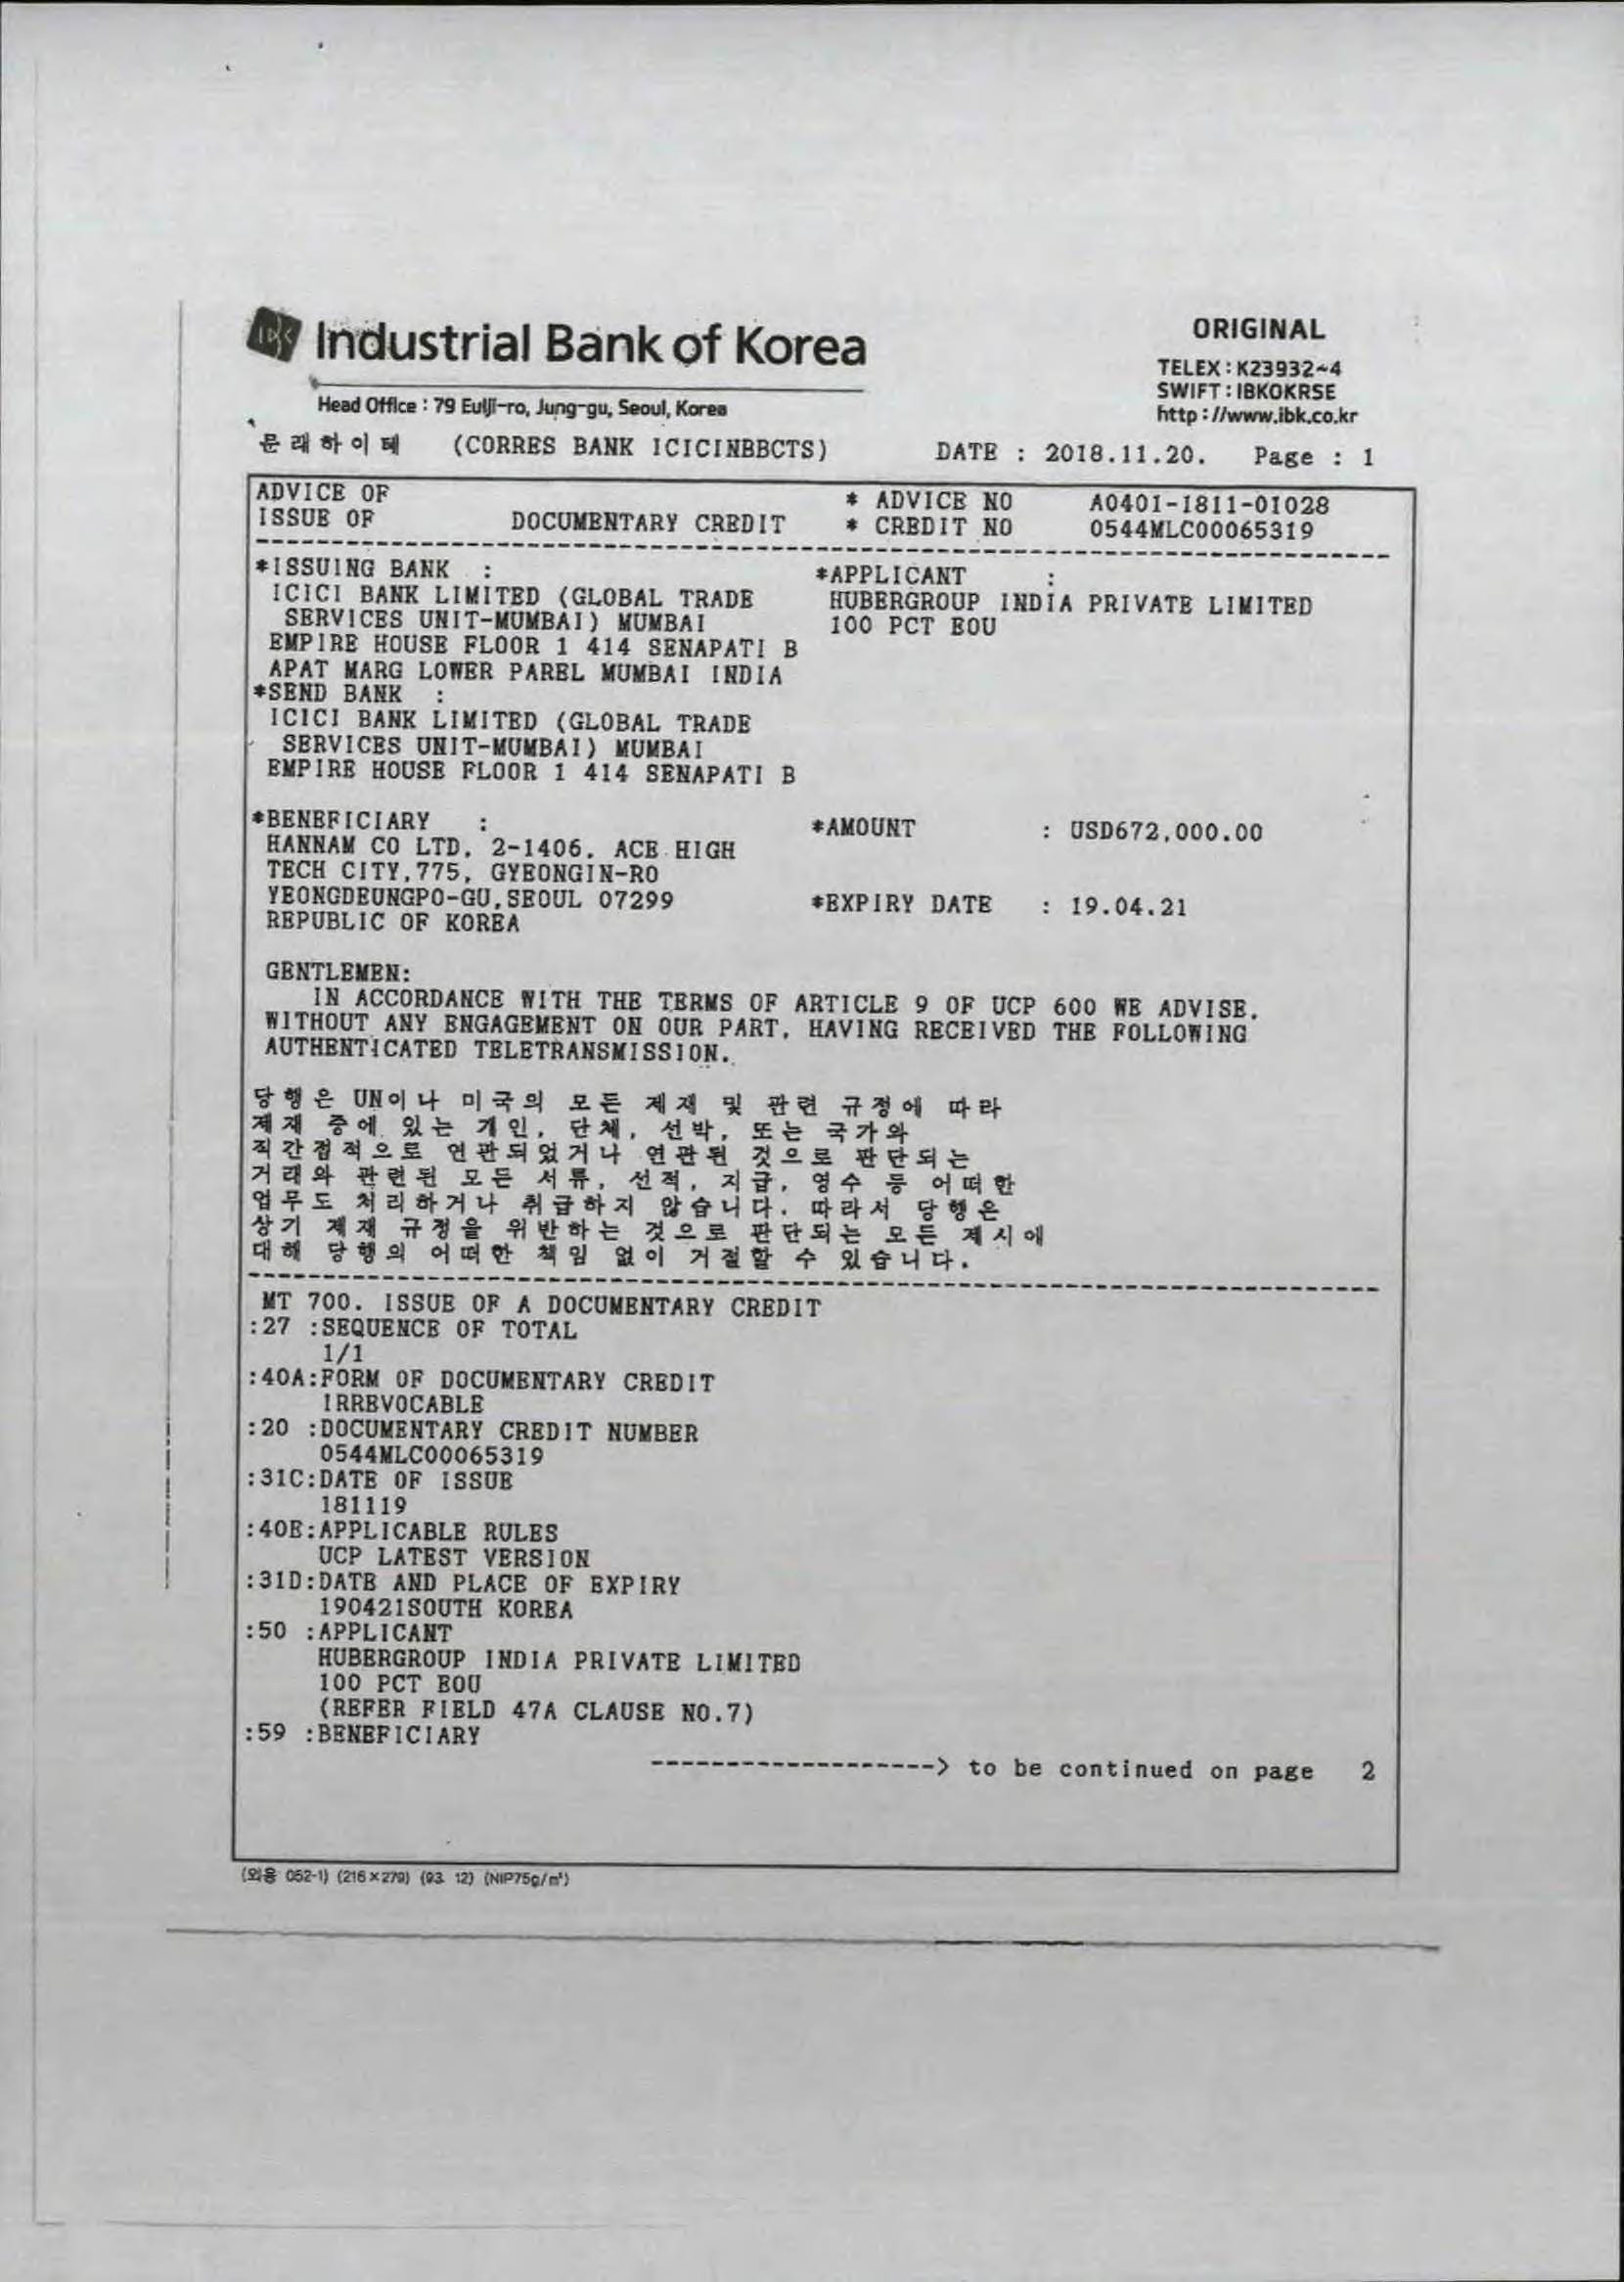 IBK Industrial Bank of Korea
ORIGINAL
TELEX : K23932~4
SWIFT : IBKOKRSE
http : //www.ibk.co.kr
Head Office : 79 Eulji-ro, Jung-gu, Seoul, Korea
문래하이테 (CORRES BANK ICICINBBCTS) DATE : 2018.11.20. Page : 1
ADVICE OF * ADVICE NO A0401-1811-01028
ISSUE OF DOCUMENTARY CREDIT * CREDIT NO 0544MLC00065319
*ISSUING BANK : *APPLICANT :
ICICI BANK LIMITED (GLOBAL TRADE HUBERGROUP INDIA PRIVATE LIMITED
SERVICES UNIT-MUMBAI) MUMBAI 100 PCT EOU
EMPIRE HOUSE FLOOR 1 414 SENAPATI B
APAT MARG LOWER PAREL MUMBAI INDIA
*SEND BANK :
ICICI BANK LIMITED (GLOBAL TRADE
SERVICES UNIT-MUMBAI) MUMBAI
EMPIRE HOUSE FLOOR 1 414 SENAPATI B
*BENEFICIARY : *AMOUNT : USD672,000.00
HANNAM CO LTD, 2-1406, ACE HIGH
TECH CITY,775, GYEONGIN-RO
YEONGDEUNGPO-GU,SEOUL 07299 *EXPIRY DATE : 19.04.21
REPUBLIC OF KOREA
GENTLEMEN:
IN ACCORDANCE WITH THE TERMS OF ARTICLE 9 OF UCP 600 WE ADVISE,
WITHOUT ANY ENGAGEMENT ON OUR PART, HAVING RECEIVED THE FOLLOWING
AUTHENTICATED TELETRANSMISSION.
당행은 UN이나 미국의 모든 제재 및 관련 규정에 따라
제재 중에 있는 개인, 단체, 선박, 또는 국가와
직간접적으로 연관되었거나 연관된 것으로 판단되는
거래와 관련된 모든 서류, 선적, 지급, 영수 등 어떠한
업무도 처리하거나 취급하지 않습니다. 따라서 당행은
상기 제재 규정을 위반하는 것으로 판단되는 모든 제시에
대해 당행의 어떠한 책임 없이 거절할 수 있습니다.
MT 700. ISSUE OF A DOCUMENTARY CREDIT
:27 :SEQUENCE OF TOTAL
1/1
:40A:FORM OF DOCUMENTARY CREDIT
IRREVOCABLE
:20 :DOCUMENTARY CREDIT NUMBER
0544MLC00065319
:31C:DATE OF ISSUE
181119
:40E:APPLICABLE RULES
UCP LATEST VERSION
:31D:DATE AND PLACE OF EXPIRY
190421SOUTH KOREA
:50 :APPLICANT
HUBERGROUP INDIA PRIVATE LIMITED
100 PCT EOU
(REFER FIELD 47A CLAUSE NO.7)
:59 :BENEFICIARY
--------------------> to be continued on page 2
(외용 052-1) (216×279) (93. 12) (NIP75g/㎡)